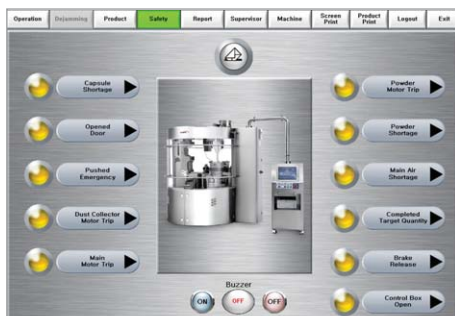 Operation Dejamming Product Safety Report Supervisor Machine Screen Print Product Print Logout Exit
Capsule
Shortage
Opened
Door
Pushed
Emergency
Dust Collector
Motor Trip
Main
Motor Trip
Powder
Motor Trip
Powder
Shortage
Main Air
Shortage
Completed
Target Quantity
Brake
Release
Control Box
Open
Buzzer
ON OFF OFF